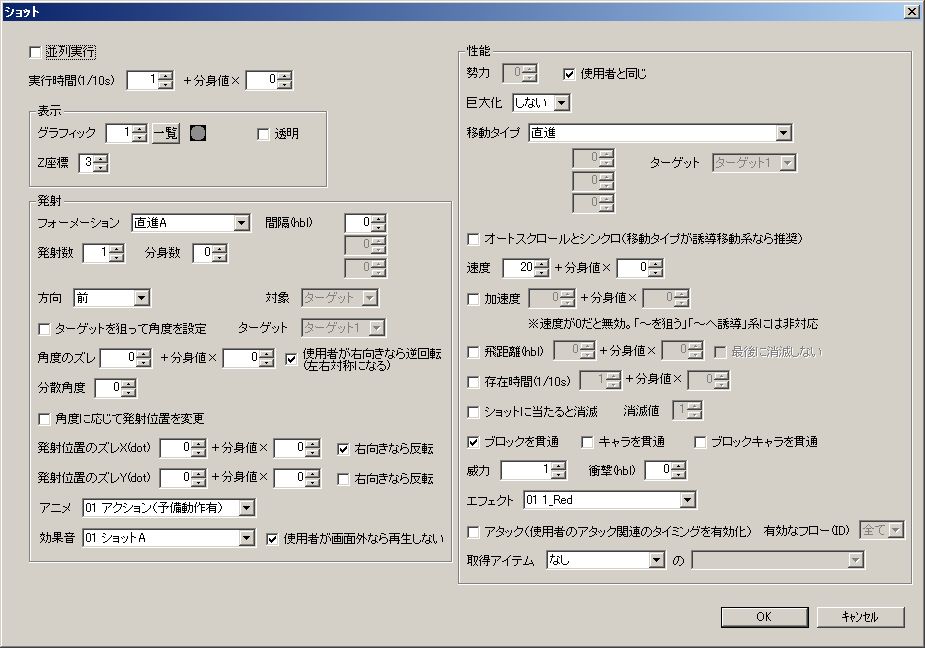 ショット
並列実行
実行時間(1/10s) 1 +分身値× 0
表示
グラフィック 1 一覧 透明
Z座標 3
発射
フォーメーション 直進A 間隔(hbl) 0
0
発射数 1 分身数 0
0
方向 前 対象 ターゲット
ターゲットを狙って角度を設定 ターゲット ターゲット1
角度のズレ 0 +分身値× 0 使用者が右向きなら逆回転
(左右対称になる)
分散角度 0
角度に応じて発射位置を変更
発射位置のズレX(dot) 0 +分身値× 0 右向きなら反転
発射位置のズレY(dot) 0 +分身値× 0 右向きなら反転
アニメ 01 アクション(予備動作有)
効果音 01 ショットA 使用者が画面外なら再生しない
性能
勢力 0 使用者と同じ
巨大化 しない
移動タイプ 直進
0 ターゲット ターゲット1
0
0
オートスクロールとシンクロ(移動タイプが誘導移動系なら推奨)
速度 20 +分身値× 0
加速度 0 +分身値× 0
※速度が0だと無効。「～を狙う」「～へ誘導」系には非対応
飛距離(hbl) 0 +分身値× 0 最後に消滅しない
存在時間(1/10s) 1 +分身値× 0
ショットに当たると消滅 消滅値 1
ブロックを貫通 キャラを貫通 ブロックキャラを貫通
威力 1 衝撃(hbl) 0
エフェクト 01 1_Red
アタック(使用者のアタック関連のタイミングを有効化) 有効なフロー(ID) 全て
取得アイテム なし の
OK キャンセル